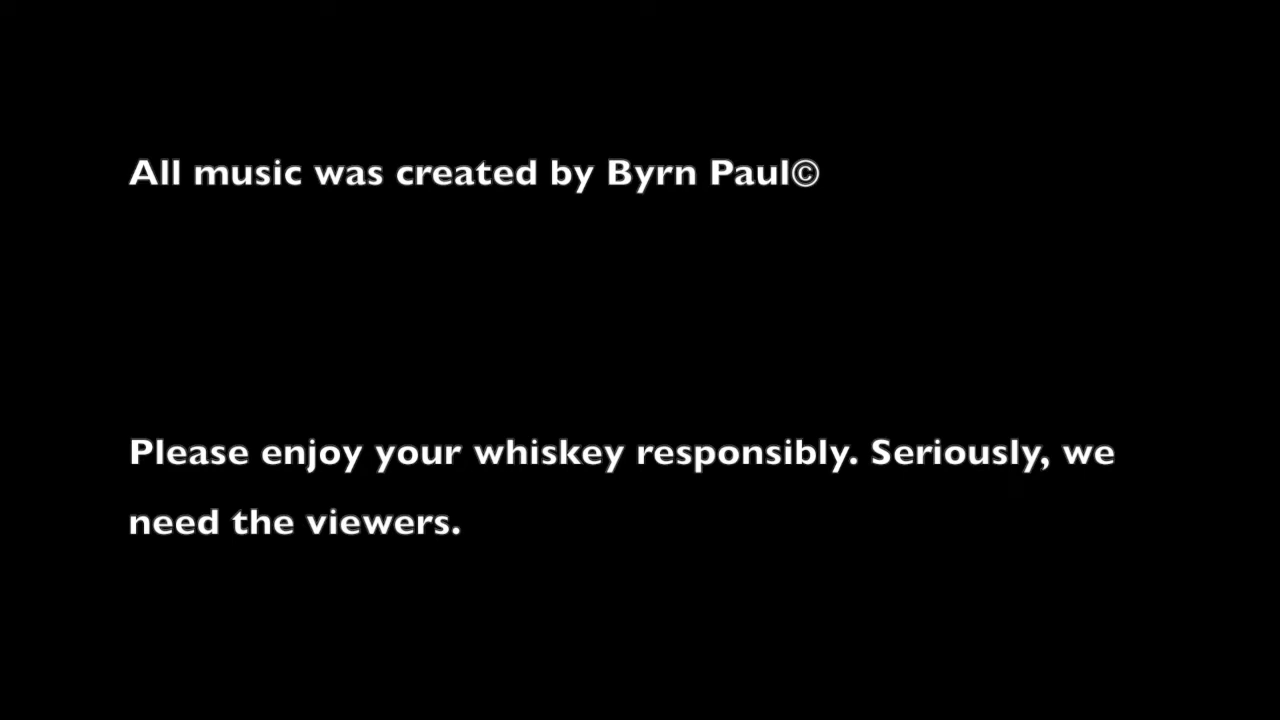 All music was created by Byrn Paul©
Please enjoy your whiskey responsibly. Seriously, we
need the viewers.